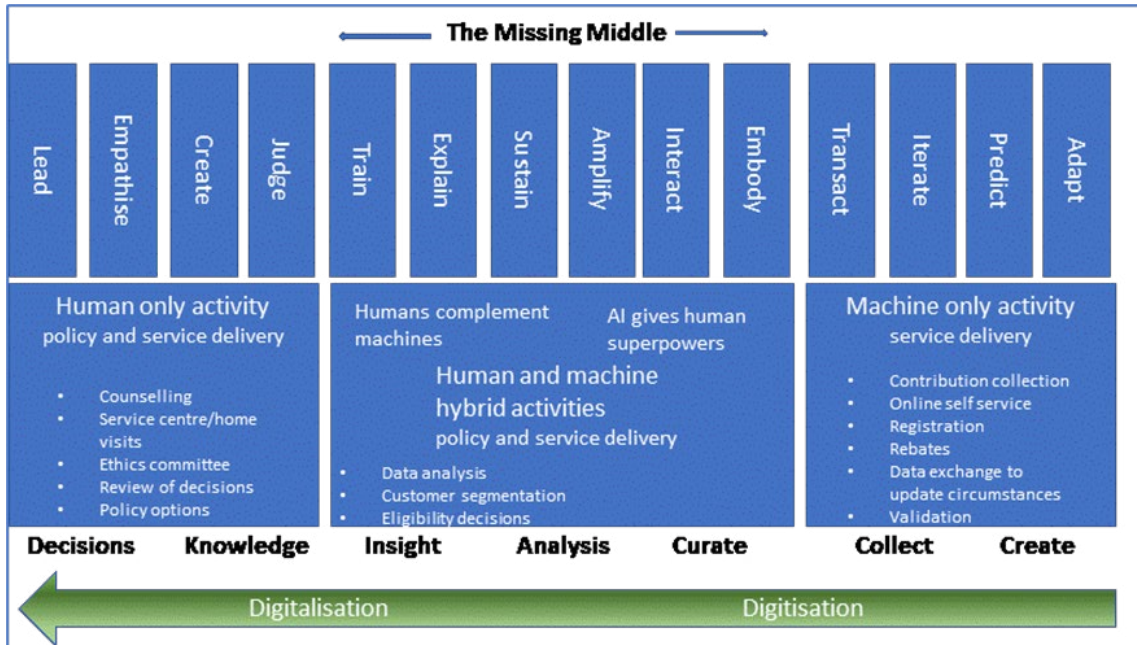 The Missing Middle
Lead
Empathise
Create
Judge
Train
Explain
Sustain
Amplify
Interact
Embody
Transact
Iterate
Predict
Adapt
Human only activity
policy and service delivery
• Counselling
• Service centre/home
visits
• Ethics committee
• Review of decisions
• Policy options
Humans complement
machines
AI gives human
superpowers
Human and machine
hybrid activities
policy and service delivery
• Data analysis
• Customer segmentation
• Eligibility decisions
Machine only activity
service delivery
• Contribution collection
• Online self service
• Registration
• Rebates
• Data exchange to
update circumstances
• Validation
Decisions Knowledge Insight Analysis Curate Collect Create
Digitalisation Digitisation